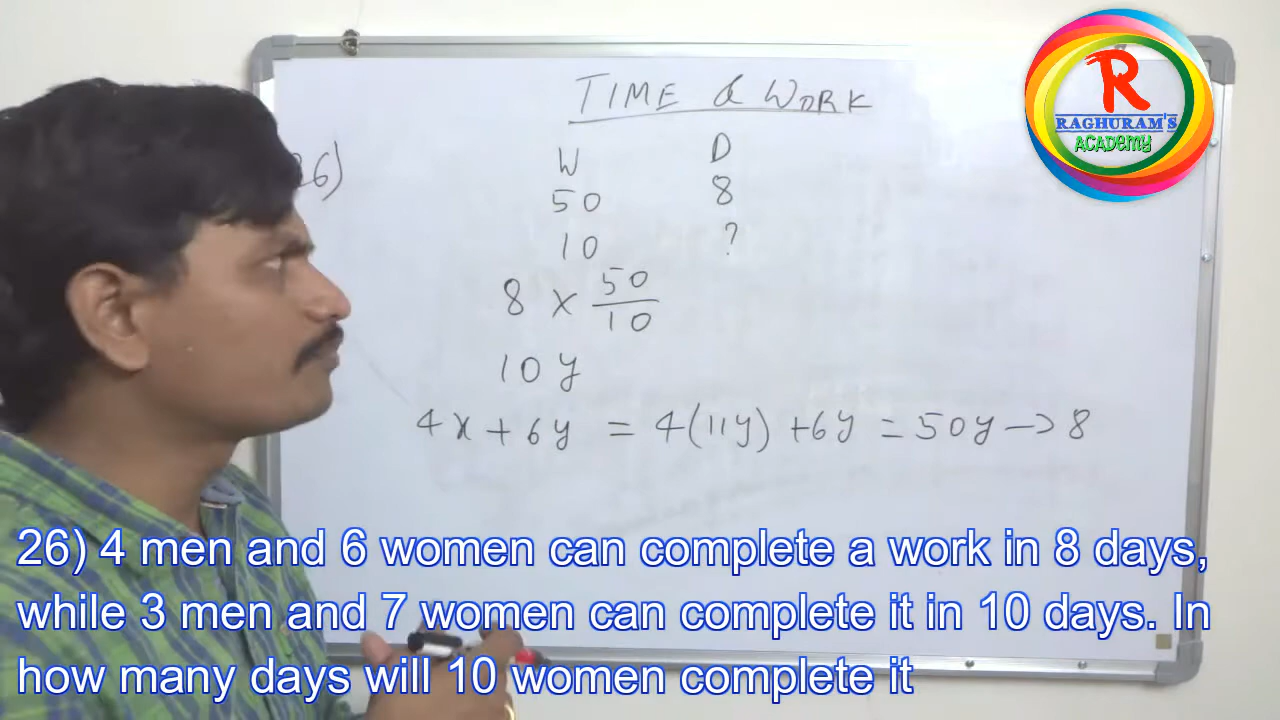 TIME & WORK
26)
W D
50 8
10 ?
8 x 50/10
10y
4x + 6y = 4(11y) + 6y = 50y → 8
R
RAGHURAM'S
ACADEMY
26) 4 men and 6 women can complete a work in 8 days,
while 3 men and 7 women can complete it in 10 days. In
how many days will 10 women complete it